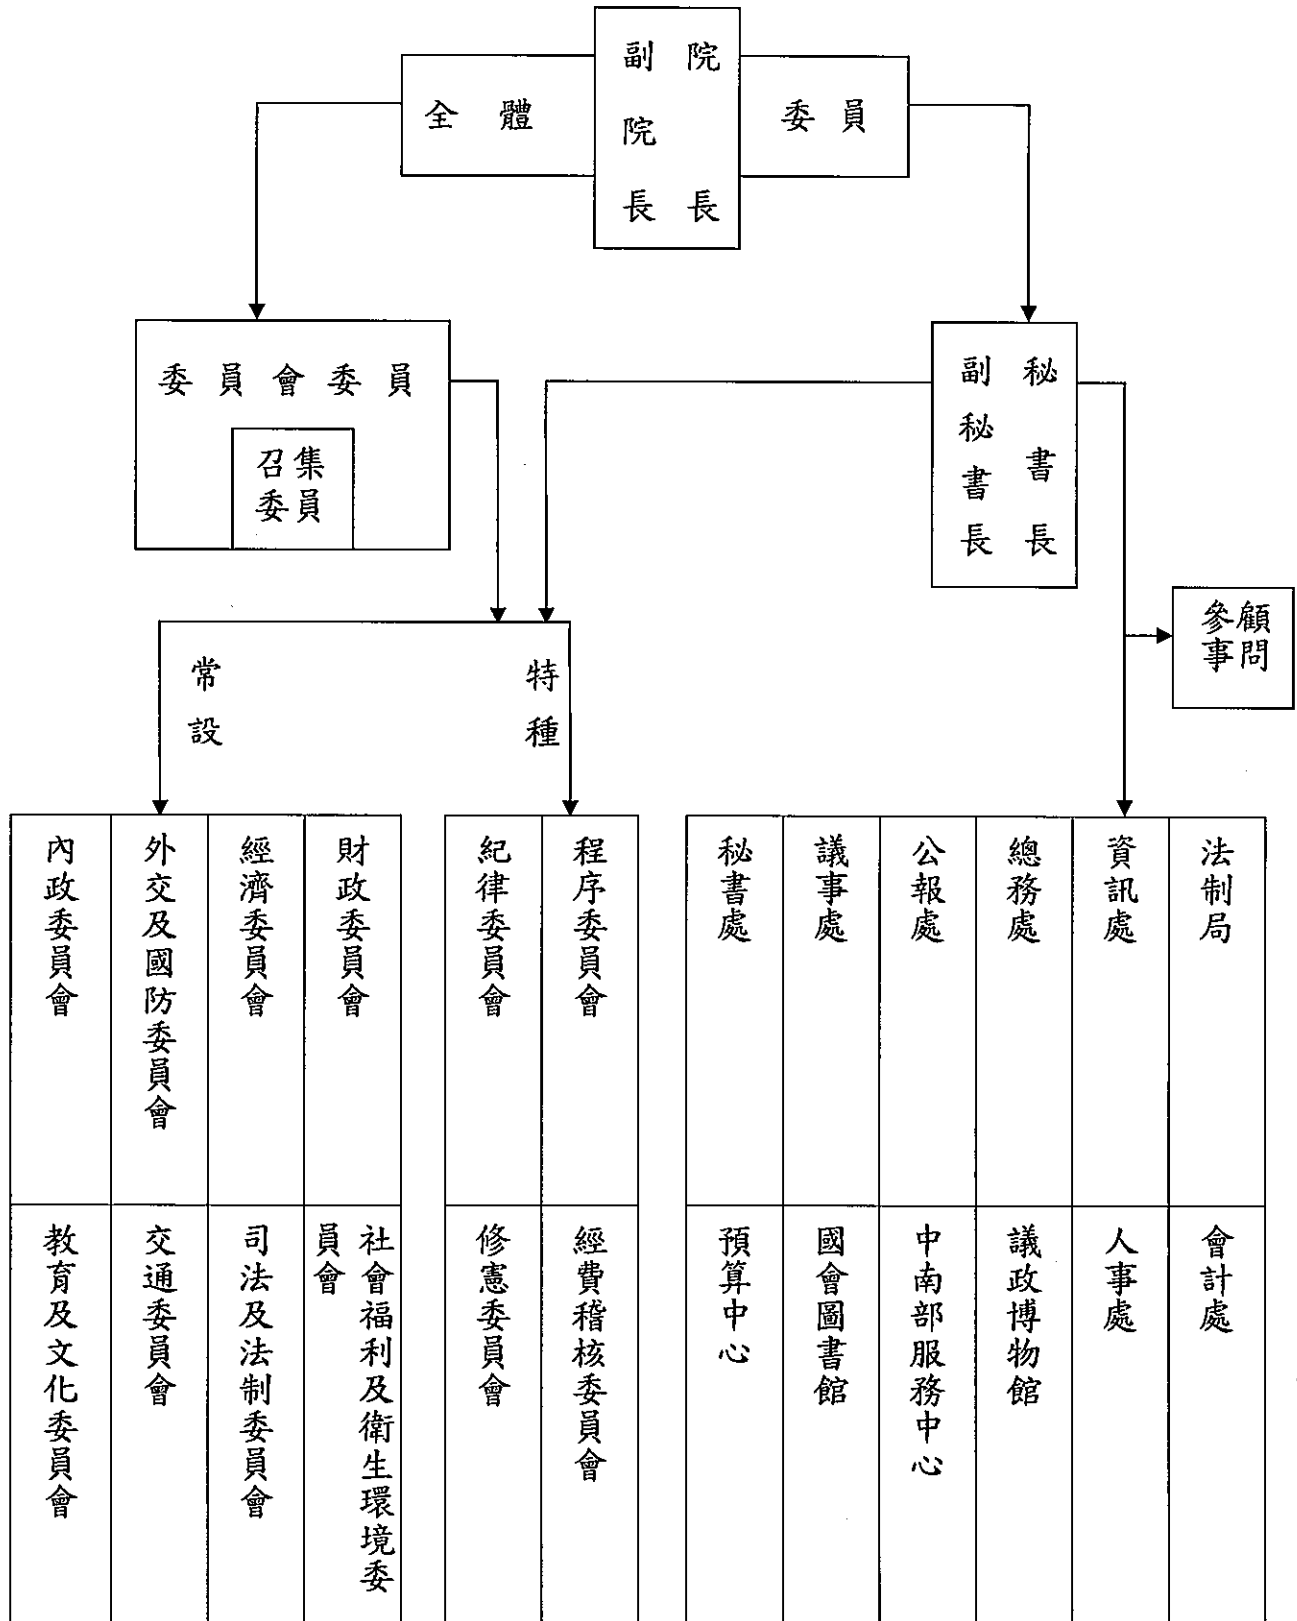 全體
院長
副院長
委員
委員會委員
召集
委員
秘書長
副秘書長
顧問
參事
常設
特種
內政委員會
外交及國防委員會
經濟委員會
財政委員會
紀律委員會
程序委員會
秘書處
議事處
公報處
總務處
資訊處
法制局
教育及文化委員會
交通委員會
司法及法制委員會
社會福利及衛生環境委
員會
修憲委員會
經費稽核委員會
預算中心
國會圖書館
中南部服務中心
議政博物館
人事處
會計處